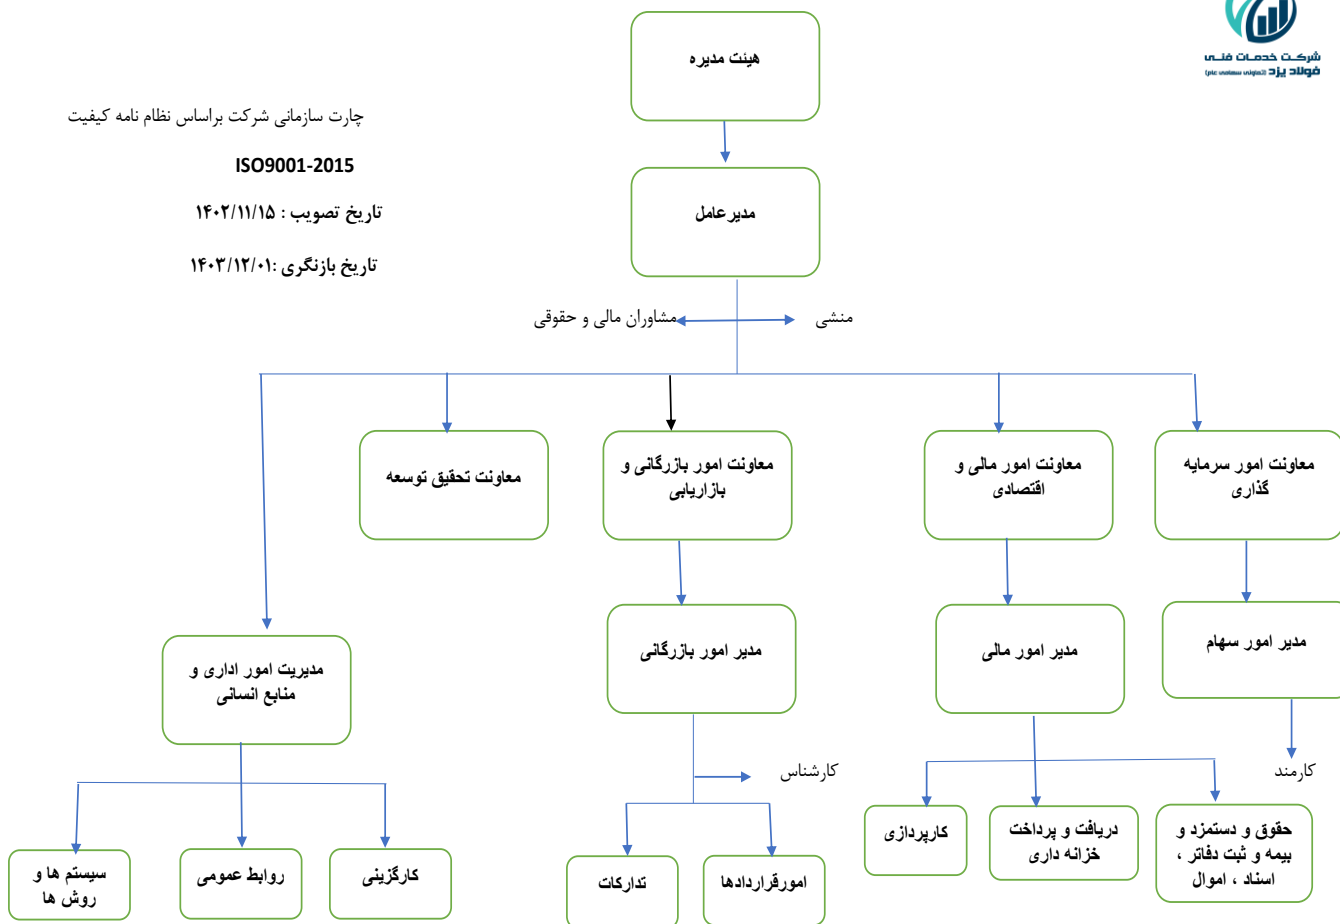 شرکت خدمات فنی
فولاد یزد (تعاونی سهامی عام)
هیئت مدیره
چارت سازمانی شرکت براساس نظام نامه کیفیت
ISO9001-2015
تاریخ تصویب : ۱۴۰۲/۱۱/۱۵
تاریخ بازنگری :۱۴۰۳/۱۲/۰۱
مدیرعامل
منشی
مشاوران مالی و حقوقی
معاونت امور سرمایه
گذاری
معاونت امور مالی و
اقتصادی
معاونت امور بازرگانی و
بازاریابی
معاونت تحقیق توسعه
مدیر امور سهام
مدیر امور مالی
مدیر امور بازرگانی
مدیریت امور اداری و
منابع انسانی
کارمند
کارشناس
حقوق و دستمزد و
بیمه و ثبت دفاتر ،
اسناد ، اموال
دریافت و پرداخت
خزانه داری
کارپردازی
امورقراردادها
تدارکات
کارگزینی
روابط عمومی
سیستم ها و
روش ها